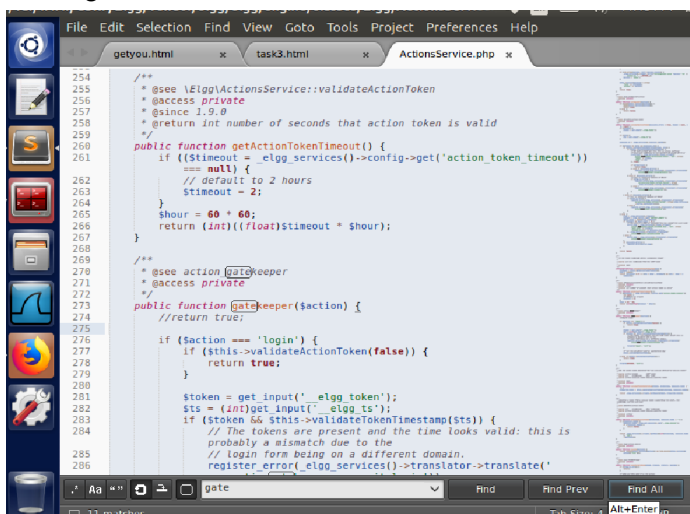 File Edit Selection Find View Goto Tools Project Preferences Help
getyou.html x task3.html x ActionsService.php x
254 /**
255 * @see \Elgg\ActionsService::validateActionToken
256 * @access private
257 * @since 1.9.0
258 * @return int number of seconds that action token is valid
259 */
260 public function getActionTokenTimeout() {
261 if (($timeout = _elgg_services()->config->get('action_token_timeout'))
=== null) {
262 // default to 2 hours
263 $timeout = 2;
264 }
265 $hour = 60 * 60;
266 return (int)((float)$timeout * $hour);
267 }
268
269 /**
270 * @see action_gatekeeper
271 * @access private
272 */
273 public function gatekeeper($action) {
274 //return true;
275
276 if ($action === 'login') {
277 if ($this->validateActionToken(false)) {
278 return true;
279 }
280
281 $token = get_input('__elgg_token');
282 $ts = (int)get_input('__elgg_ts');
283 if ($token && $this->validateTokenTimestamp($ts)) {
284 // The tokens are present and the time looks valid: this is
probably a mismatch due to the
285 // login form being on a different domain.
286 register_error(_elgg_services()->translator->translate('
.* Aa “” gate Find Find Prev Find All
11 matches Alt+Enter